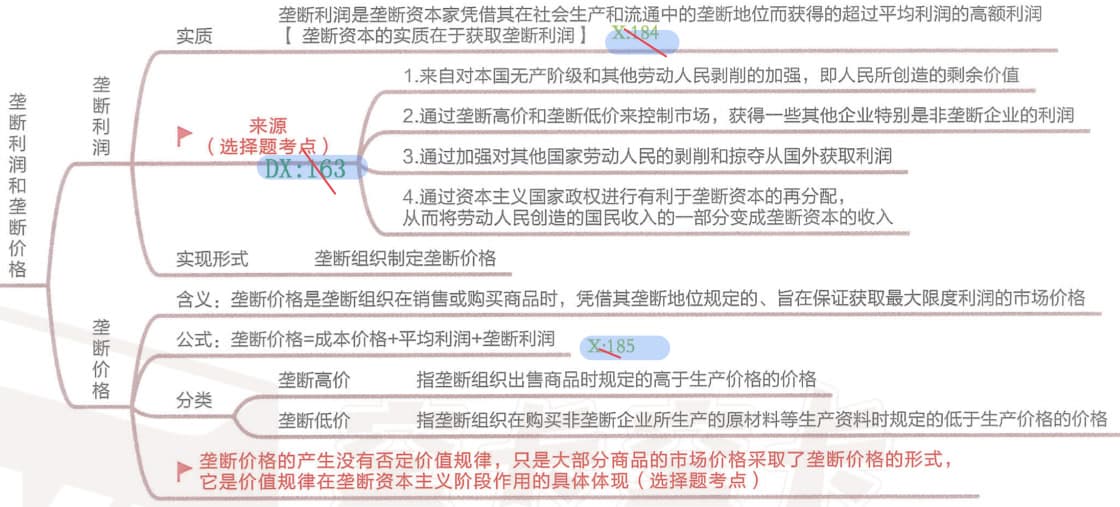 垄断利润和垄断价格
垄断利润
实质
垄断利润是垄断资本家凭借其在社会生产和流通中的垄断地位而获得的超过平均利润的高额利润
【 垄断资本的实质在于获取垄断利润 】
X:184
来源
（选择题考点）
DX:163
1.来自对本国无产阶级和其他劳动人民剥削的加强，即人民所创造的剩余价值
2.通过垄断高价和垄断低价来控制市场，获得一些其他企业特别是非垄断企业的利润
3.通过加强对其他国家劳动人民的剥削和掠夺从国外获取利润
4.通过资本主义国家政权进行有利于垄断资本的再分配，
从而将劳动人民创造的国民收入的一部分变成垄断资本的收入
实现形式
垄断组织制定垄断价格
垄断价格
含义：垄断价格是垄断组织在销售或购买商品时，凭借其垄断地位规定的、旨在保证获取最大限度利润的市场价格
公式：垄断价格=成本价格+平均利润+垄断利润
X:185
分类
垄断高价
指垄断组织出售商品时规定的高于生产价格的价格
垄断低价
指垄断组织在购买非垄断企业所生产的原材料等生产资料时规定的低于生产价格的价格
垄断价格的产生没有否定价值规律，只是大部分商品的市场价格采取了垄断价格的形式，
它是价值规律在垄断资本主义阶段作用的具体体现（选择题考点）